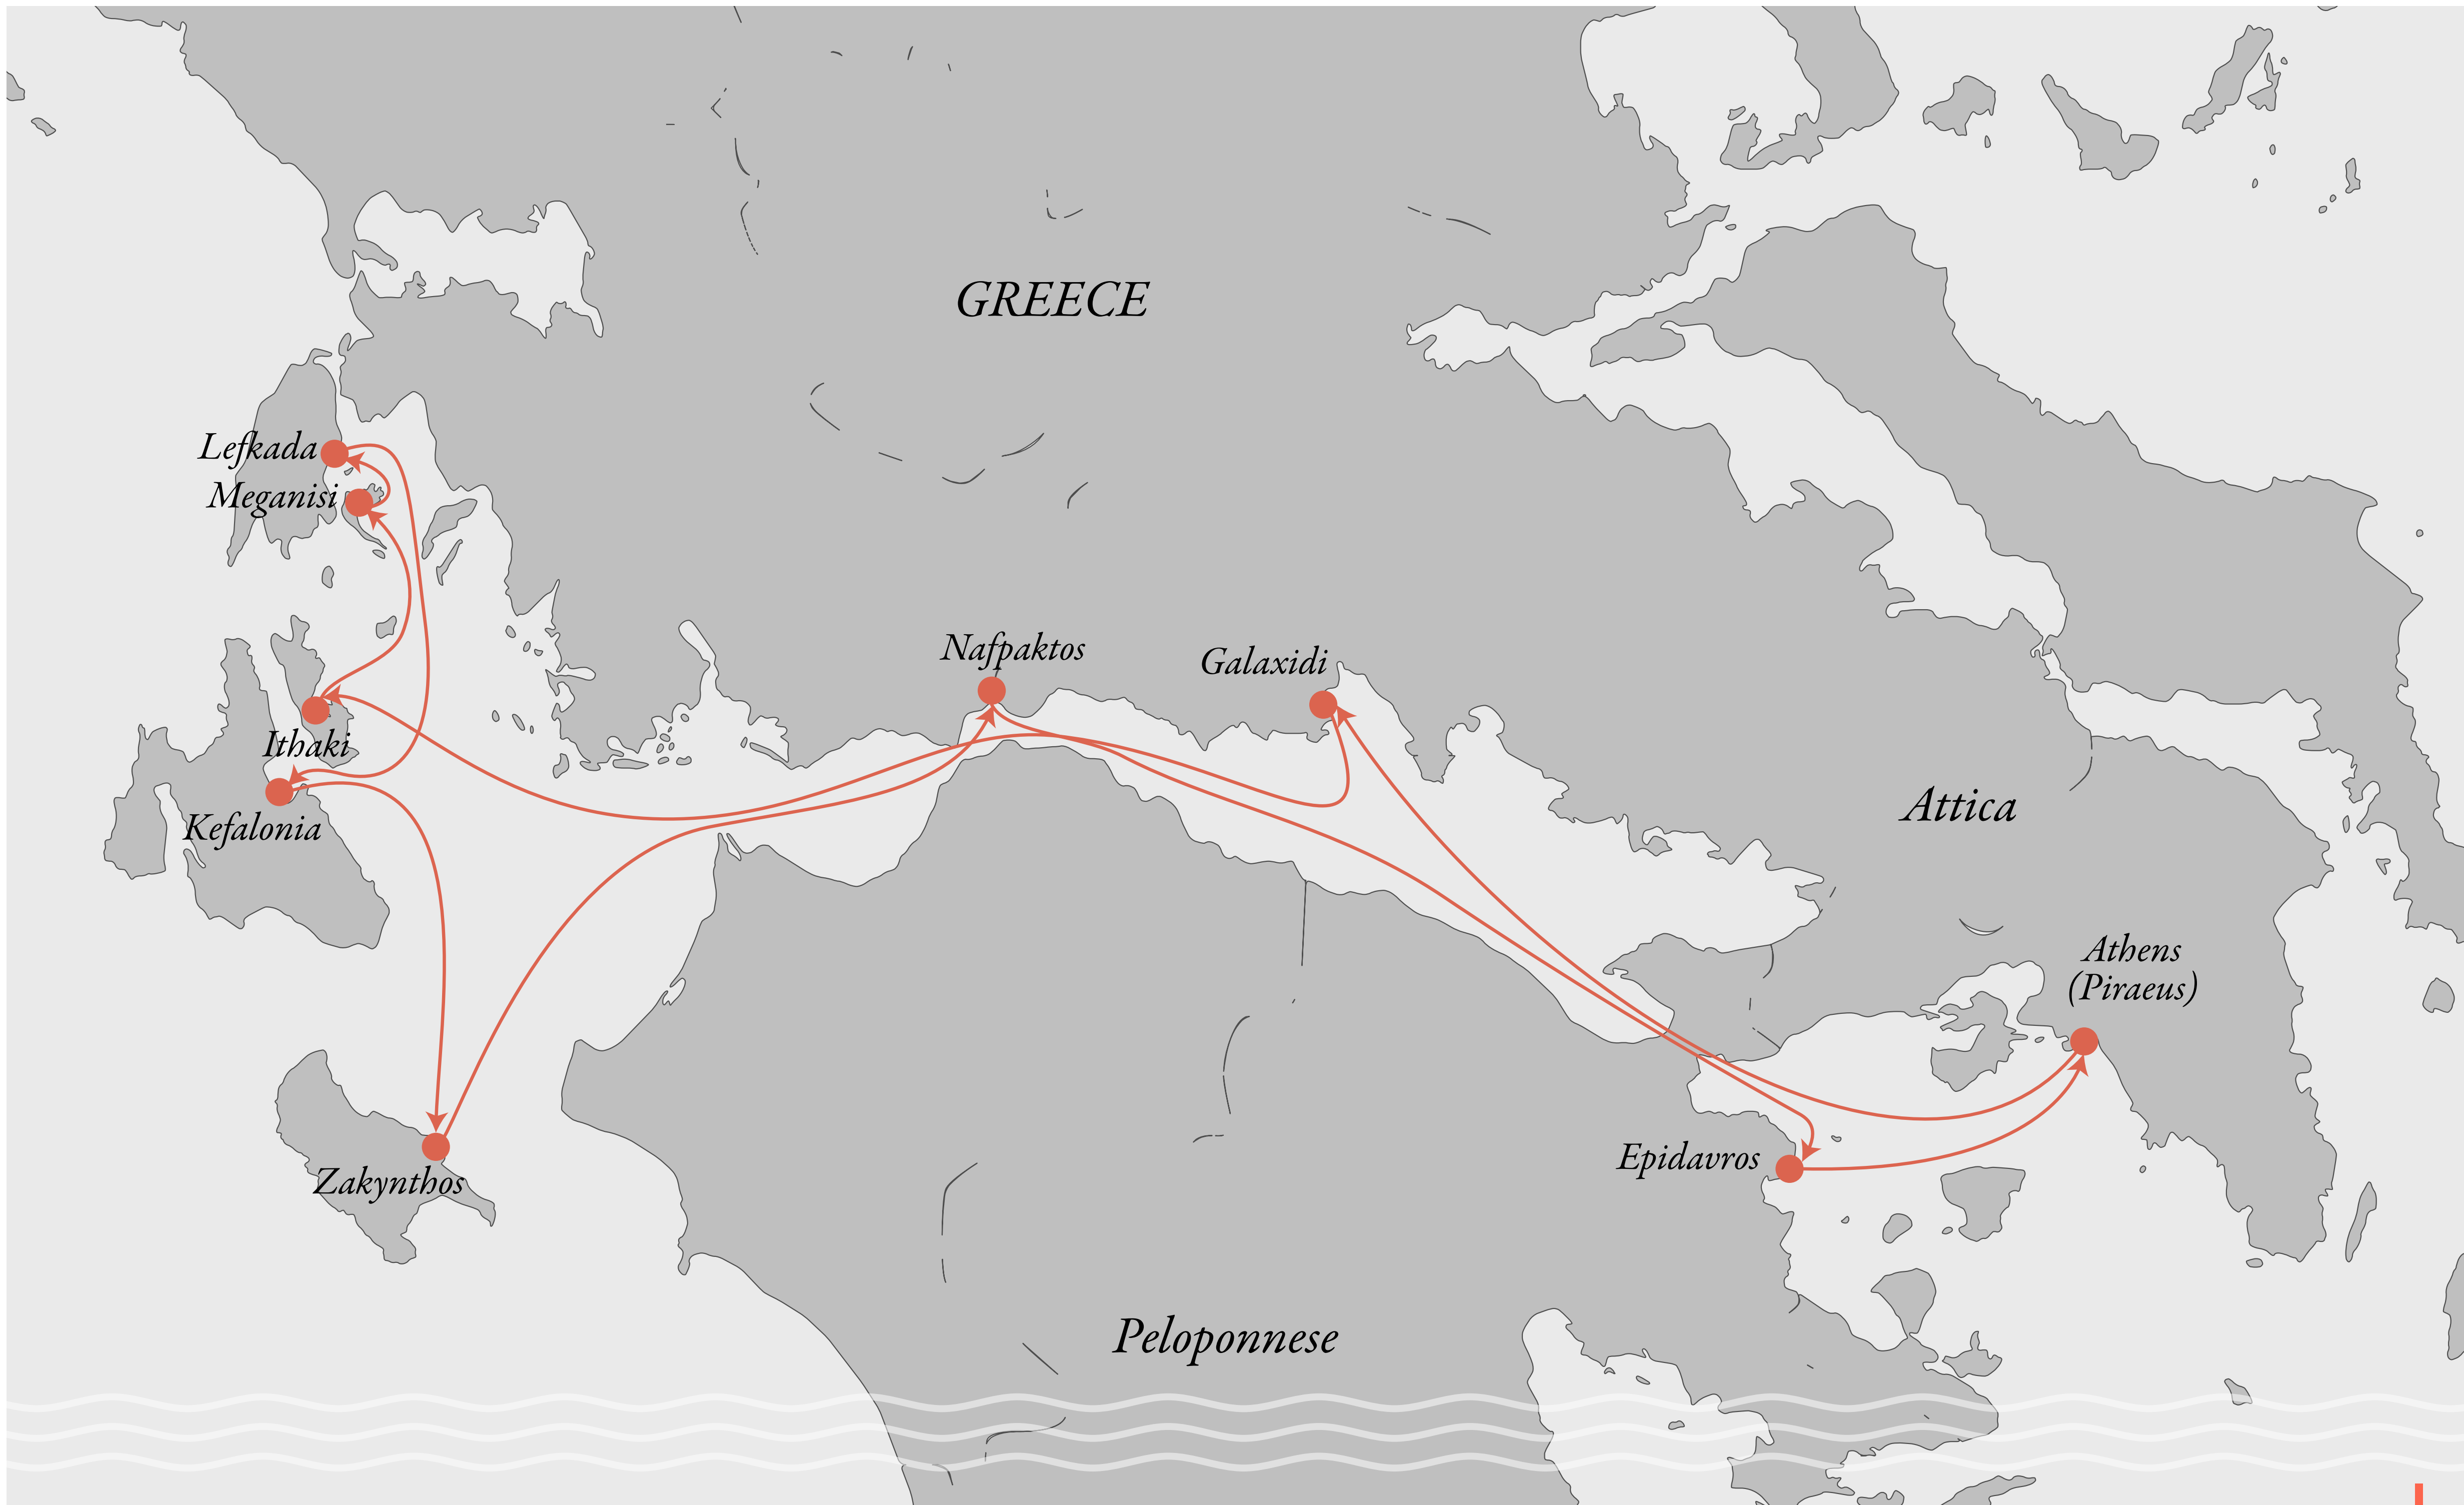 GREECE
Lefkada
Meganisi
Nafpaktos
Galaxidi
Ithaki
Kefalonia
Attica
Athens
(Piraeus)
Epidavros
Zakynthos
Peloponnese